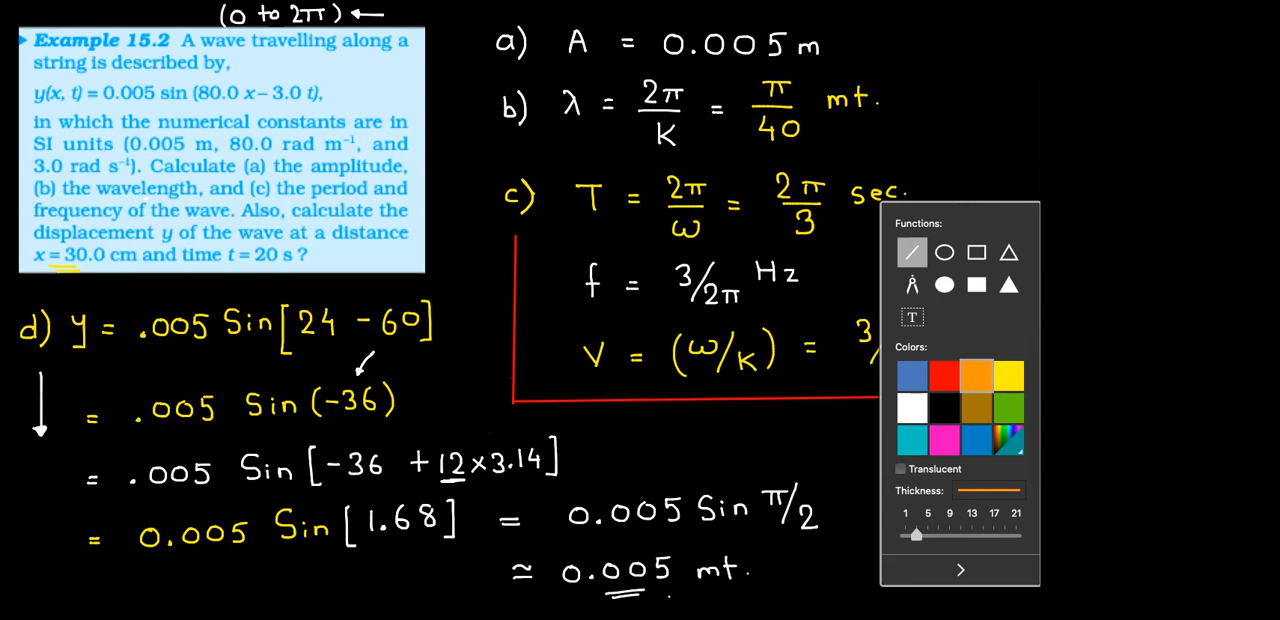 (0 to 2π) ←
Example 15.2 A wave travelling along a
string is described by,
y(x, t) = 0.005 sin (80.0 x– 3.0 t),
in which the numerical constants are in
SI units (0.005 m, 80.0 rad m⁻¹, and
3.0 rad s⁻¹). Calculate (a) the amplitude,
(b) the wavelength, and (c) the period and
frequency of the wave. Also, calculate the
displacement y of the wave at a distance
x = 30.0 cm and time t = 20 s ?
a) A = 0.005 m
b) λ = 2π/K = π/40 mt.
c) T = 2π/ω = 2π/3 sec.
f = 3/2π Hz
V = (ω/K) = 3/
d) y = .005 Sin[24 - 60]
= .005 Sin (-36)
= .005 Sin [-36 + 12×3.14]
= 0.005 Sin [1.68] = 0.005 Sin π/2
≃ 0.005 mt.
Functions:
T
Colors:
Translucent
Thickness:
1 5 9 13 17 21